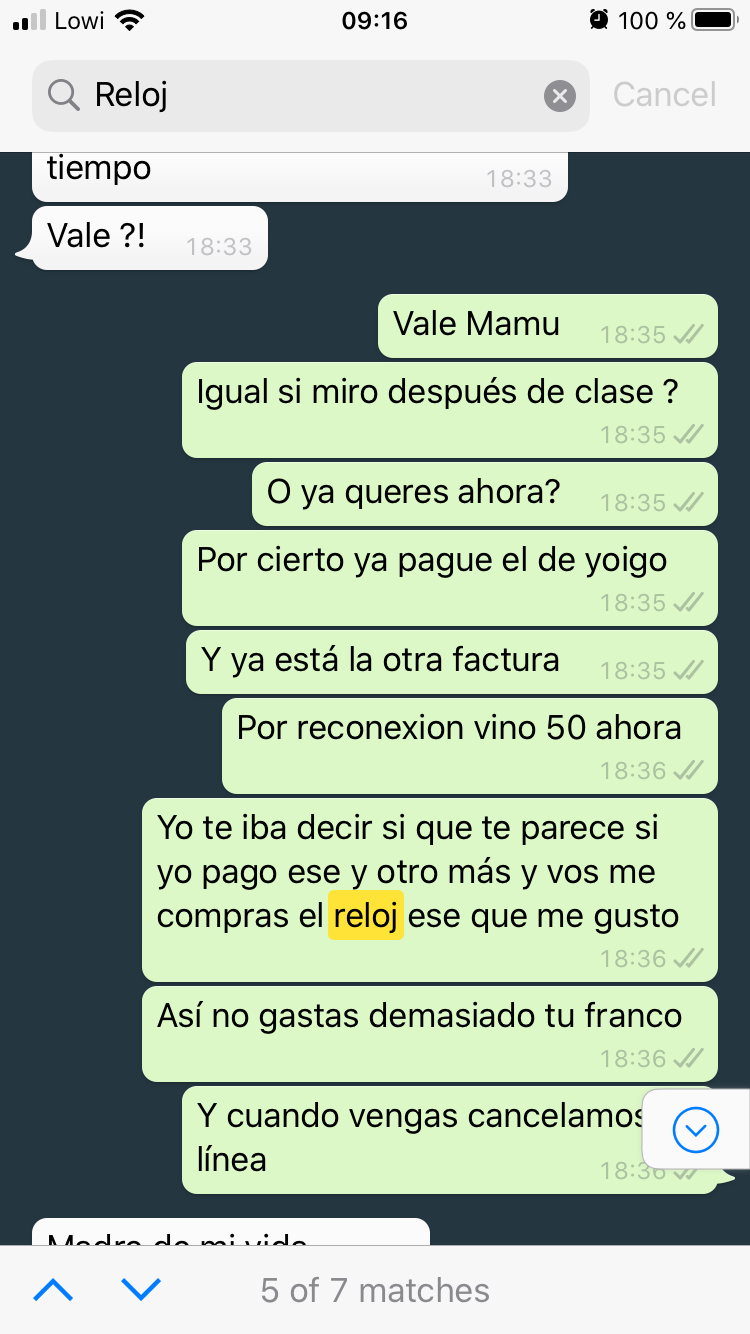 Lowi 09:16 100 %
Reloj Cancel
tiempo
18:33
Vale ?! 18:33
Vale Mamu 18:35
Igual si miro después de clase ?
18:35
O ya queres ahora? 18:35
Por cierto ya pague el de yoigo
18:35
Y ya está la otra factura 18:35
Por reconexion vino 50 ahora
18:36
Yo te iba decir si que te parece si
yo pago ese y otro más y vos me
compras el reloj ese que me gusto
18:36
Así no gastas demasiado tu franco
18:36
Y cuando vengas cancelamos
línea
18:36
Madre de mi vida
5 of 7 matches